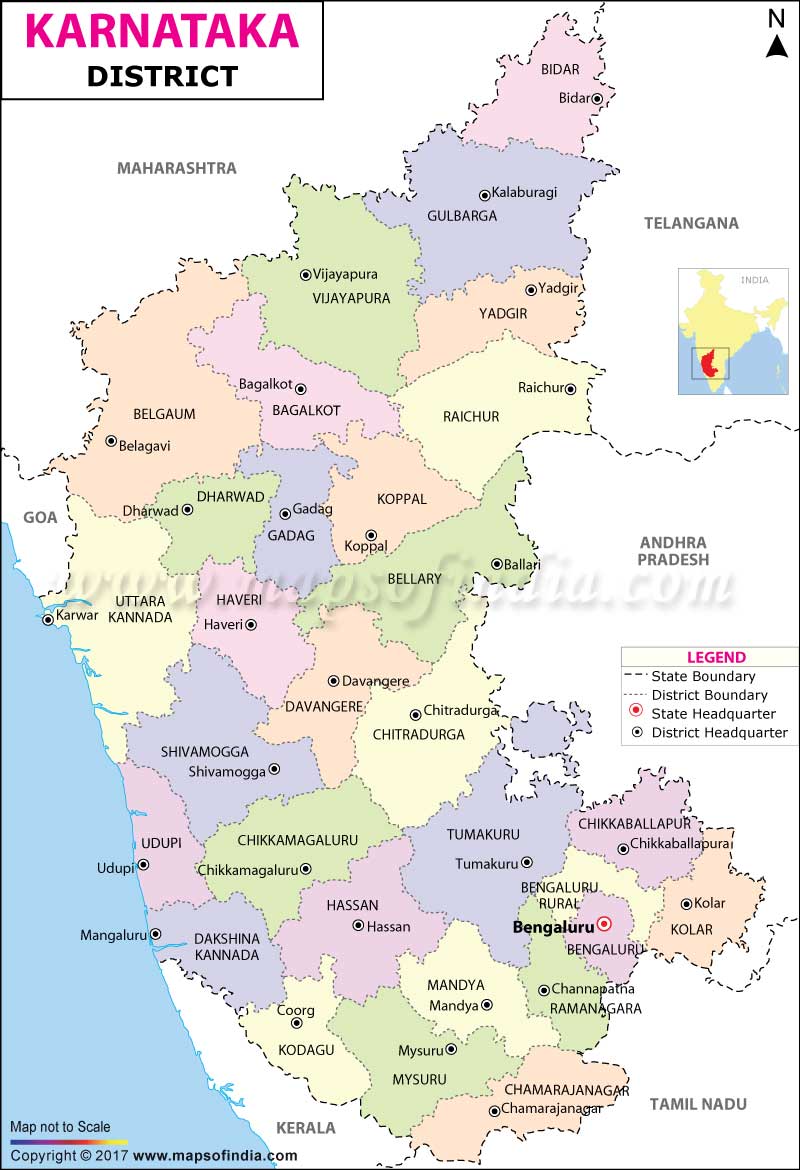 KARNATAKA
DISTRICT
N
BIDAR
Bidar
MAHARASHTRA
Kalaburagi
GULBARGA
TELANGANA
Vijayapura
VIJAYAPURA
Yadgir
YADGIR
INDIA
Bagalkot
BAGALKOT
Raichur
RAICHUR
BELGAUM
Belagavi
DHARWAD
Dharwad
Gadag
GADAG
KOPPAL
Koppal
GOA
ANDHRA
PRADESH
Ballari
BELLARY
www.mapsofindia.com
UTTARA
KANNADA
Karwar
HAVERI
Haveri
LEGEND
State Boundary
District Boundary
State Headquarter
District Headquarter
Davangere
DAVANGERE
Chitradurga
CHITRADURGA
SHIVAMOGGA
Shivamogga
UDUPI
Udupi
CHIKKAMAGALURU
Chikkamagaluru
TUMAKURU
Tumakuru
CHIKKABALLAPUR
Chikkaballapura
BENGALURU
RURAL
Bengaluru
BENGALURU
Kolar
KOLAR
HASSAN
Hassan
Mangaluru
DAKSHINA
KANNADA
MANDYA
Mandya
Channapatna
RAMANAGARA
Coorg
KODAGU
Mysuru
MYSURU
CHAMARAJANAGAR
Chamarajanagar
TAMIL NADU
KERALA
Map not to Scale
Copyright © 2017 www.mapsofindia.com